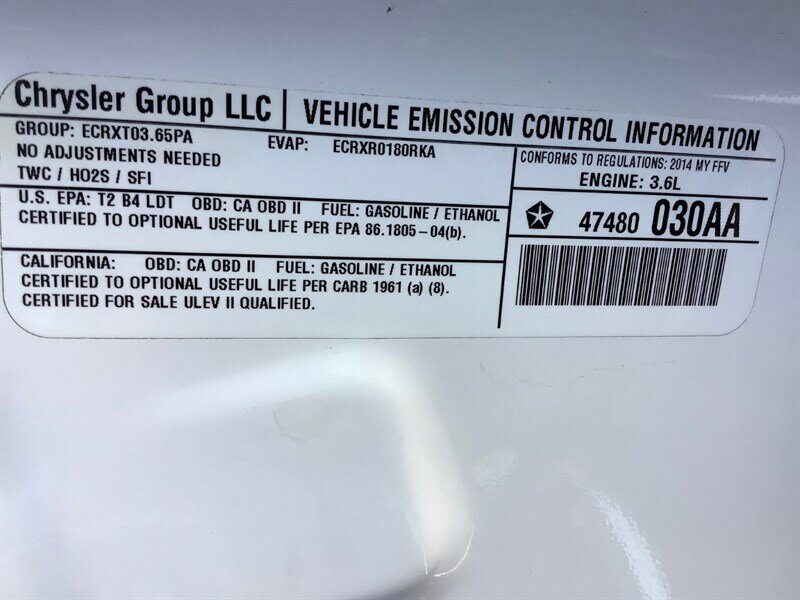 Chrysler Group LLC | VEHICLE EMISSION CONTROL INFORMATION
GROUP: ECRXT03.65PA EVAP: ECRXR0180RKA
NO ADJUSTMENTS NEEDED
TWC / HO2S / SFI
CONFORMS TO REGULATIONS: 2014 MY FFV
ENGINE: 3.6L
U.S. EPA: T2 B4 LDT OBD: CA OBD II FUEL: GASOLINE / ETHANOL
CERTIFIED TO OPTIONAL USEFUL LIFE PER EPA 86.1805-04(b).
47480 030AA
CALIFORNIA: OBD: CA OBD II FUEL: GASOLINE / ETHANOL
CERTIFIED TO OPTIONAL USEFUL LIFE PER CARB 1961 (a) (8).
CERTIFIED FOR SALE ULEV II QUALIFIED.